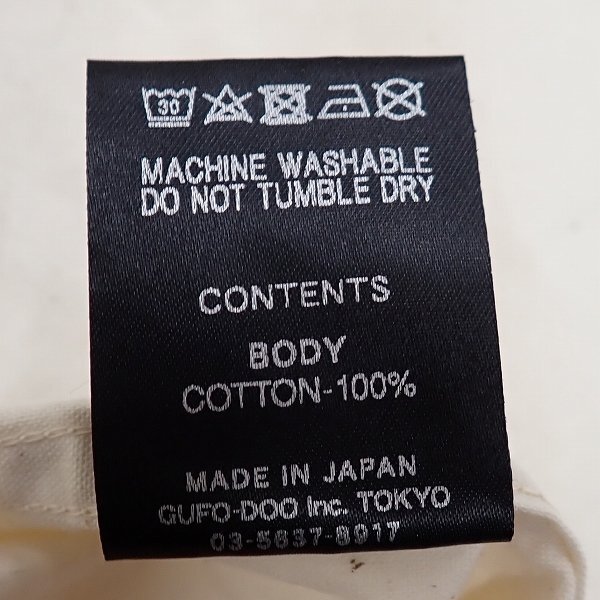 30
MACHINE WASHABLE
DO NOT TUMBLE DRY
CONTENTS
BODY
COTTON-100%
MADE IN JAPAN
GUFO-DOO Inc. TOKYO
03-5637-8917